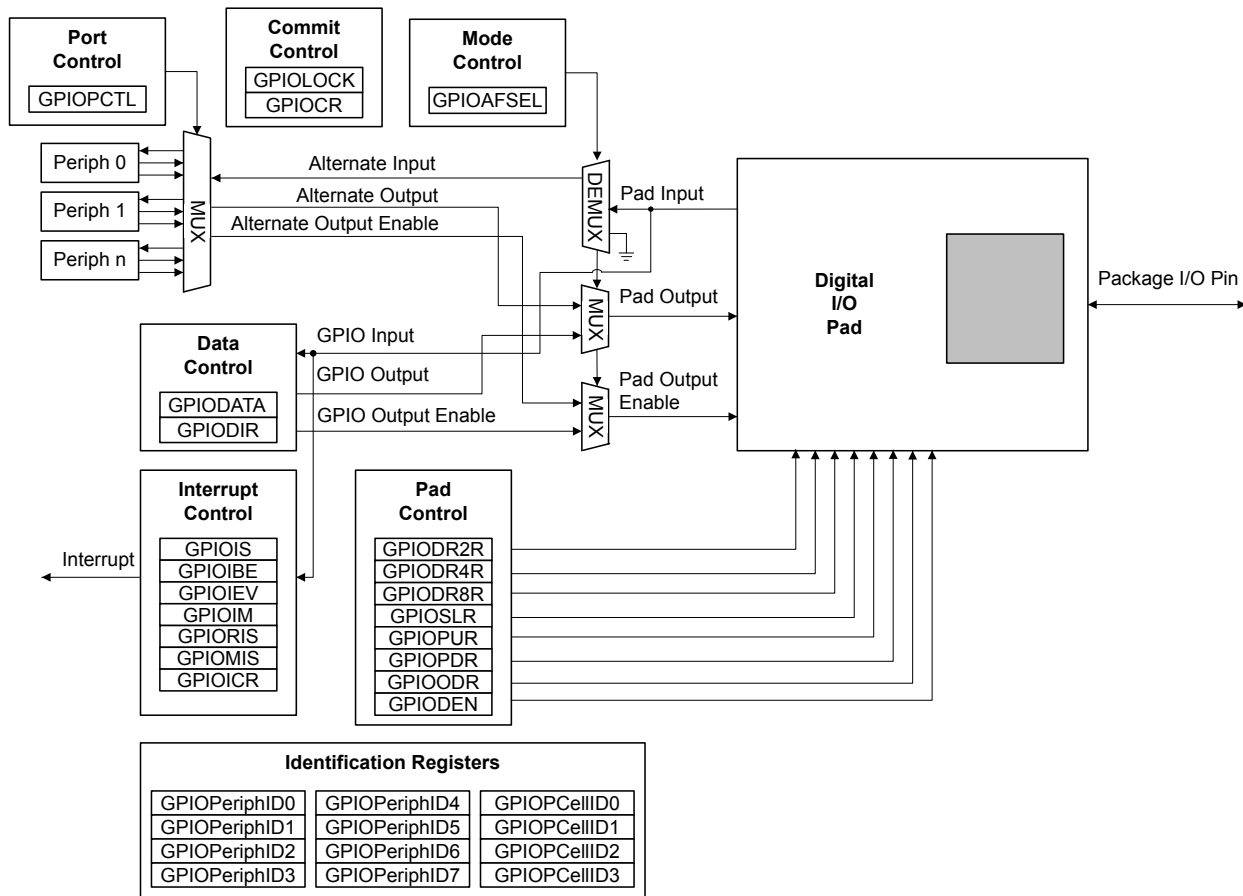 Port
Control
GPIOPCTL
Commit
Control
GPIOLOCK
GPIOCR
Mode
Control
GPIOAFSEL
Periph 0
Periph 1
Periph n
MUX
Alternate Input
Alternate Output
Alternate Output Enable
DEMUX
Pad Input
MUX
Pad Output
MUX
Pad Output
Enable
Digital
I/O
Pad
Package I/O Pin
Data
Control
GPIODATA
GPIODIR
GPIO Input
GPIO Output
GPIO Output Enable
Interrupt
Control
GPIOIS
GPIOIBE
GPIOIEV
GPIOIM
GPIORIS
GPIOMIS
GPIOICR
Interrupt
Pad
Control
GPIODR2R
GPIODR4R
GPIODR8R
GPIOSLR
GPIOPUR
GPIOPDR
GPIOODR
GPIODEN
Identification Registers
GPIOPeriphID0
GPIOPeriphID1
GPIOPeriphID2
GPIOPeriphID3
GPIOPeriphID4
GPIOPeriphID5
GPIOPeriphID6
GPIOPeriphID7
GPIOPCellID0
GPIOPCellID1
GPIOPCellID2
GPIOPCellID3